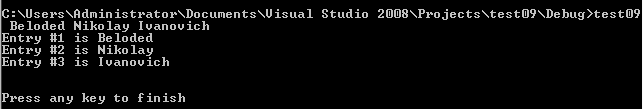 C:\Users\Administrator\Documents\Visual Studio 2008\Projects\test09\Debug>test09
Beloded Nikolay Ivanovich
Entry #1 is Beloded
Entry #2 is Nikolay
Entry #3 is Ivanovich
Press any key to finish